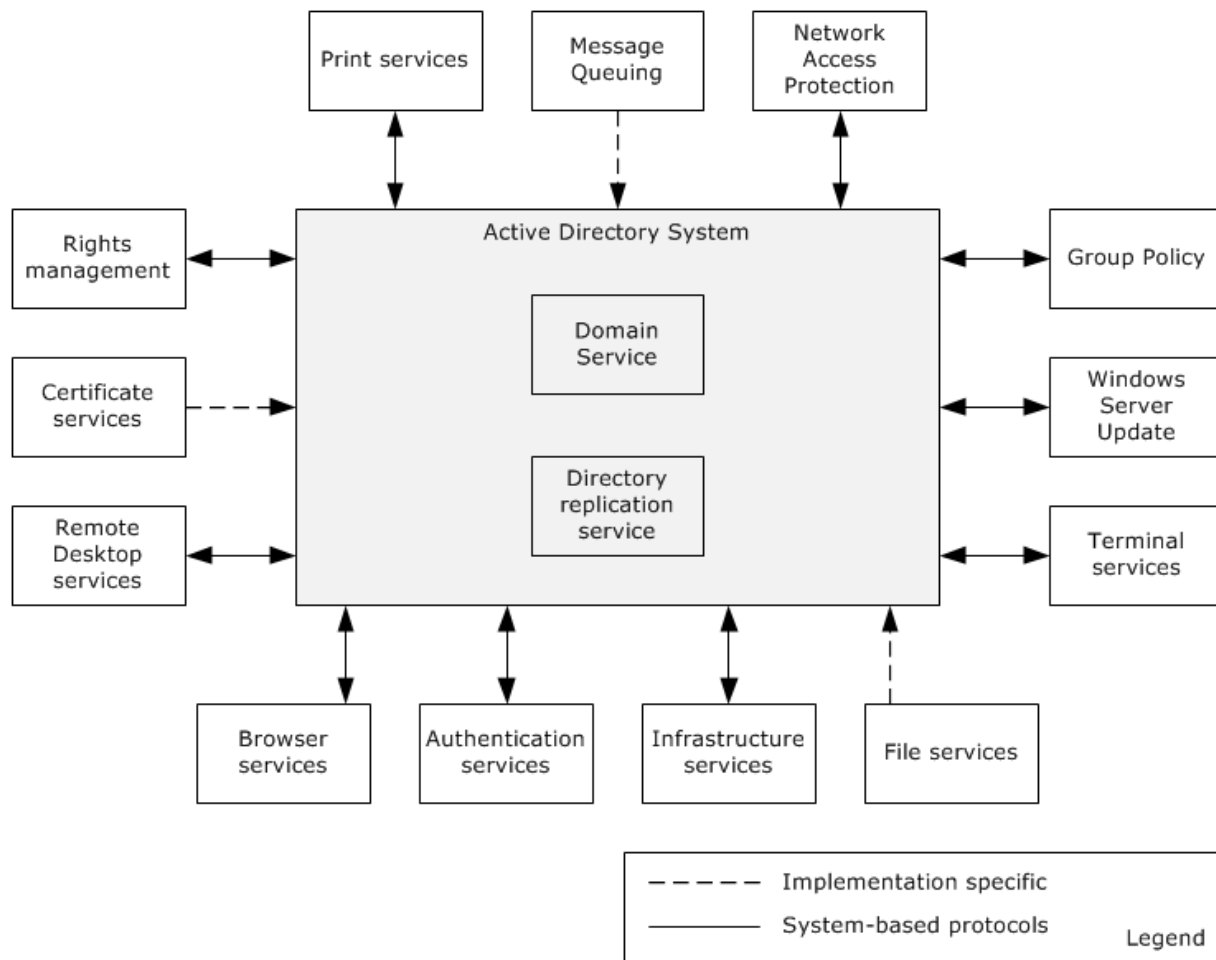 Print services
Message
Queuing
Network
Access
Protection
Rights
management
Active Directory System
Group Policy
Domain
Service
Certificate
services
Windows
Server
Update
Directory
replication
service
Remote
Desktop
services
Terminal
services
Browser
services
Authentication
services
Infrastructure
services
File services
Implementation specific
System-based protocols
Legend